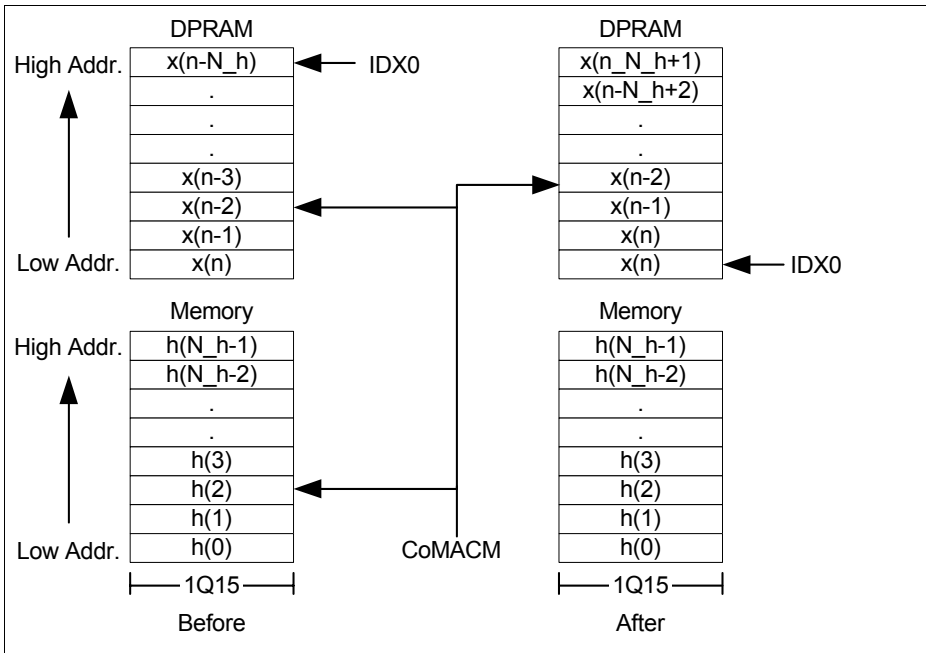 DPRAM
High Addr.
x(n-N_h)
IDX0
.
.
.
x(n-3)
x(n-2)
x(n-1)
Low Addr.
x(n)
Memory
High Addr.
h(N_h-1)
h(N_h-2)
.
.
h(3)
h(2)
h(1)
Low Addr.
h(0)
1Q15
Before
CoMACM
DPRAM
x(n_N_h+1)
x(n-N_h+2)
.
.
x(n-2)
x(n-1)
x(n)
x(n)
IDX0
Memory
h(N_h-1)
h(N_h-2)
.
.
h(3)
h(2)
h(1)
h(0)
1Q15
After